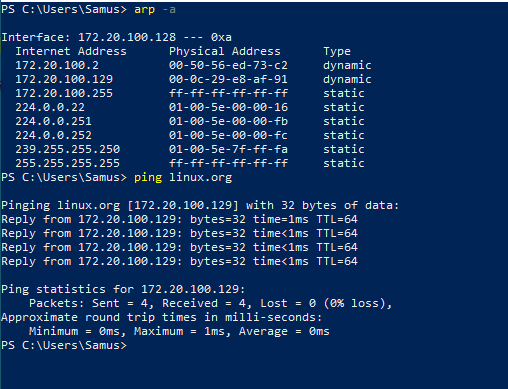 PS C:\Users\Samus> arp -a
Interface: 172.20.100.128 --- 0xa
Internet Address Physical Address Type
172.20.100.2 00-50-56-ed-73-c2 dynamic
172.20.100.129 00-0c-29-e8-af-91 dynamic
172.20.100.255 ff-ff-ff-ff-ff-ff static
224.0.0.22 01-00-5e-00-00-16 static
224.0.0.251 01-00-5e-00-00-fb static
224.0.0.252 01-00-5e-00-00-fc static
239.255.255.250 01-00-5e-7f-ff-fa static
255.255.255.255 ff-ff-ff-ff-ff-ff static
PS C:\Users\Samus> ping linux.org
Pinging linux.org [172.20.100.129] with 32 bytes of data:
Reply from 172.20.100.129: bytes=32 time=1ms TTL=64
Reply from 172.20.100.129: bytes=32 time<1ms TTL=64
Reply from 172.20.100.129: bytes=32 time<1ms TTL=64
Reply from 172.20.100.129: bytes=32 time<1ms TTL=64
Ping statistics for 172.20.100.129:
Packets: Sent = 4, Received = 4, Lost = 0 (0% loss),
Approximate round trip times in milli-seconds:
Minimum = 0ms, Maximum = 1ms, Average = 0ms
PS C:\Users\Samus>